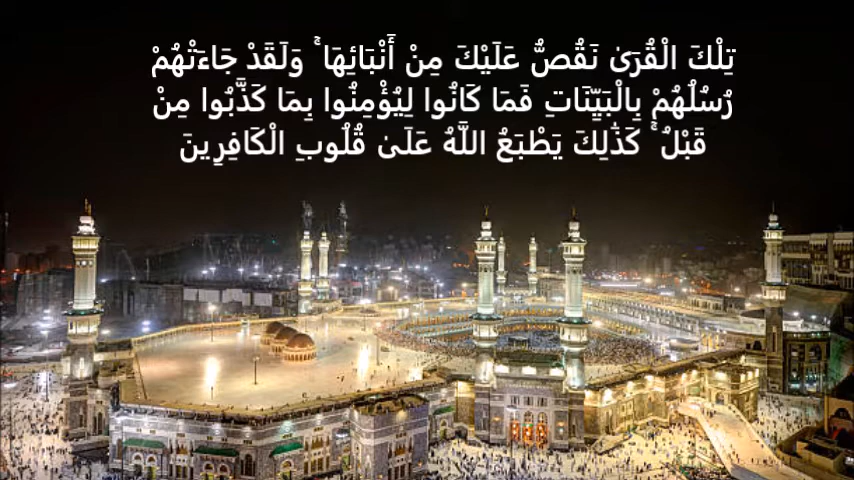 تِلْكَ الْقُرَىٰ نَقُصُّ عَلَيْكَ مِنْ أَنْبَائِهَا ۚ وَلَقَدْ جَاءَتْهُمْ
رُسُلُهُمْ بِالْبَيِّنَاتِ فَمَا كَانُوا لِيُؤْمِنُوا بِمَا كَذَّبُوا مِنْ
قَبْلُ ۚ كَذَٰلِكَ يَطْبَعُ اللَّهُ عَلَىٰ قُلُوبِ الْكَافِرِينَ